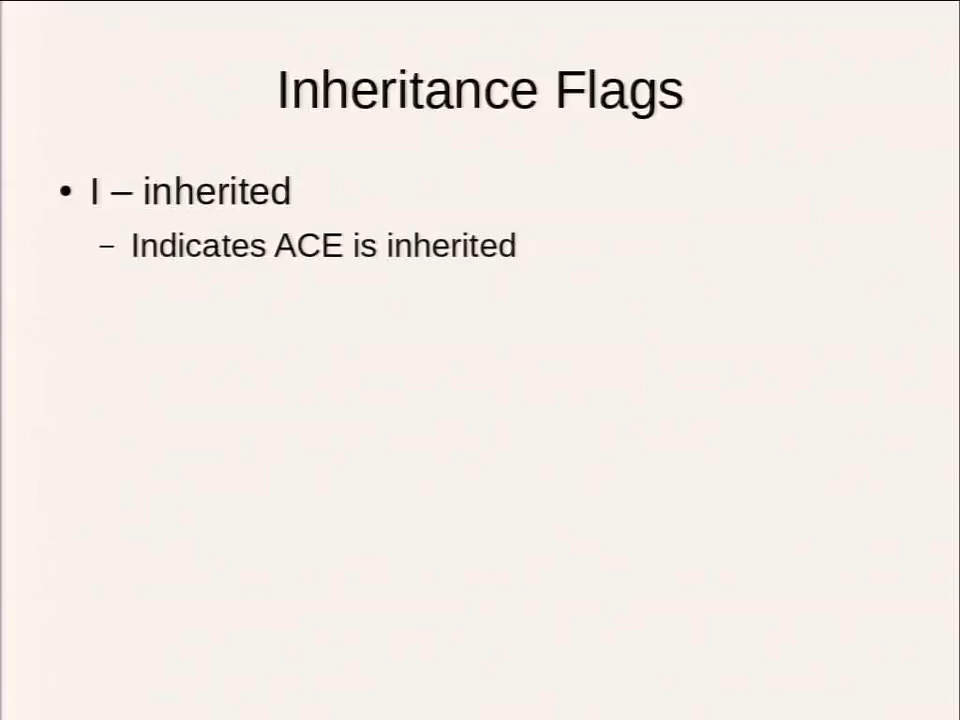 Inheritance Flags
• I – inherited
– Indicates ACE is inherited